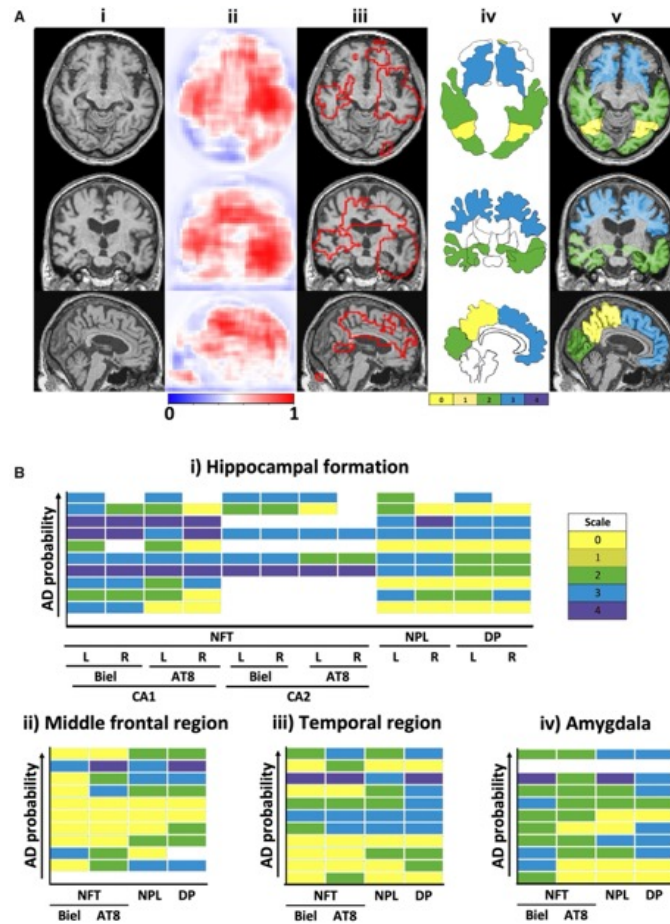 A
i ii iii iv v
0 1
0 1 2 3 4
B
i) Hippocampal formation
AD probability
Scale
0
1
2
3
4
NFT NPL DP
L R L R L R L R L R L R
Biel AT8 Biel AT8
CA1 CA2
ii) Middle frontal region
iii) Temporal region
iv) Amygdala
AD probability
AD probability
AD probability
NFT NPL DP
Biel AT8
NFT NPL DP
Biel AT8
NFT NPL DP
Biel AT8